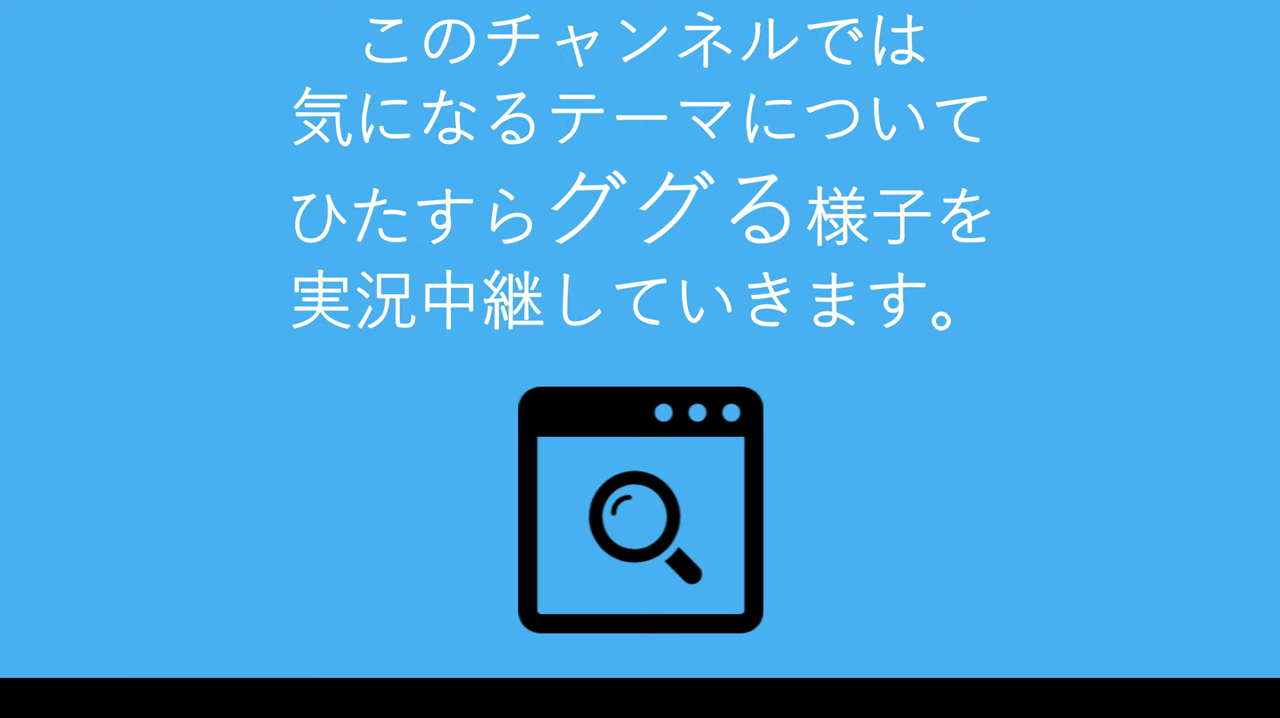 このチャンネルでは
気になるテーマについて
ひたすらググる様子を
実況中継していきます。